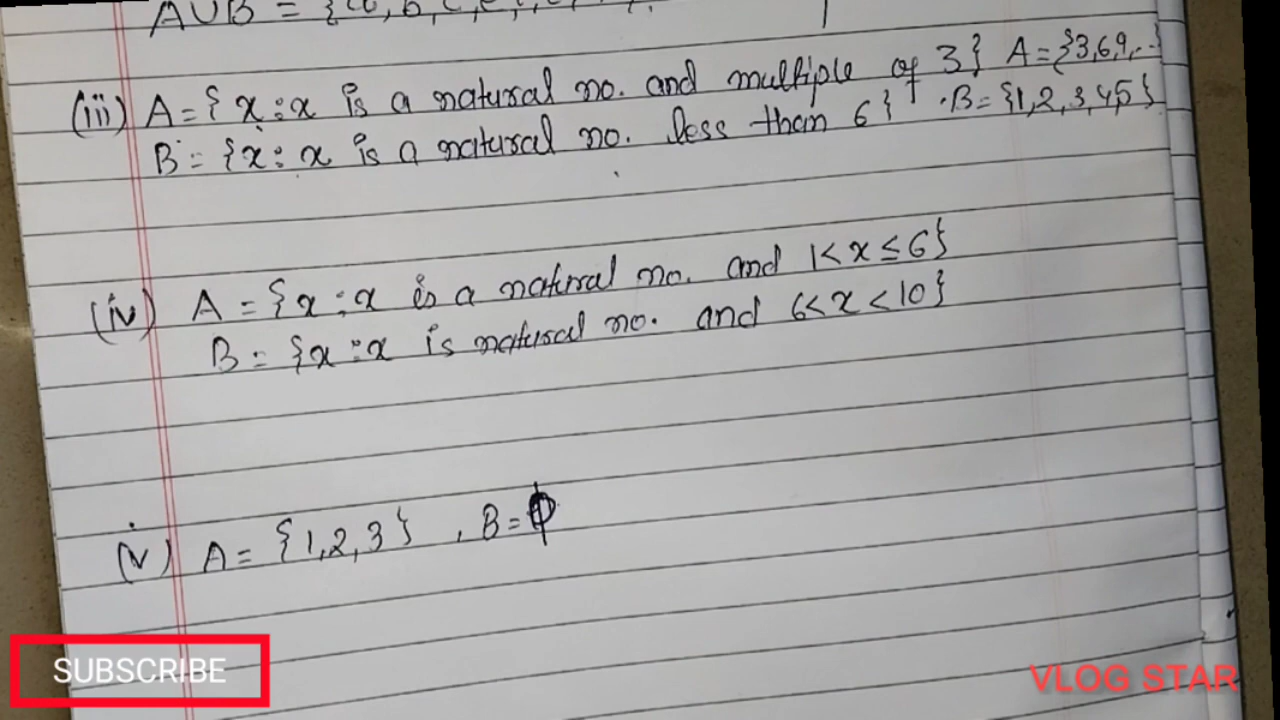 AUB = {a, b, c, e,
(iii) A = { x : x is a natural no. and multiple of 3} A = {3,6,9,..}
B = {x : x is a natural no. less than 6} . B = {1,2,3,4,5}
(iv) A = {x : x is a natural no. and 1< x ≤ 6}
B = {x : x is natural no. and 6< x < 10}
(v) A = {1,2,3} , B = φ
SUBSCRIBE
VLOG STAR